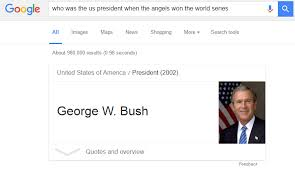 Google who was the us president when the angels won the world series
All Images Maps News Shopping More Search tools
About 960,000 results (0.98 seconds)
United States of America / President (2002)
George W. Bush
Quotes and overview
Feedback